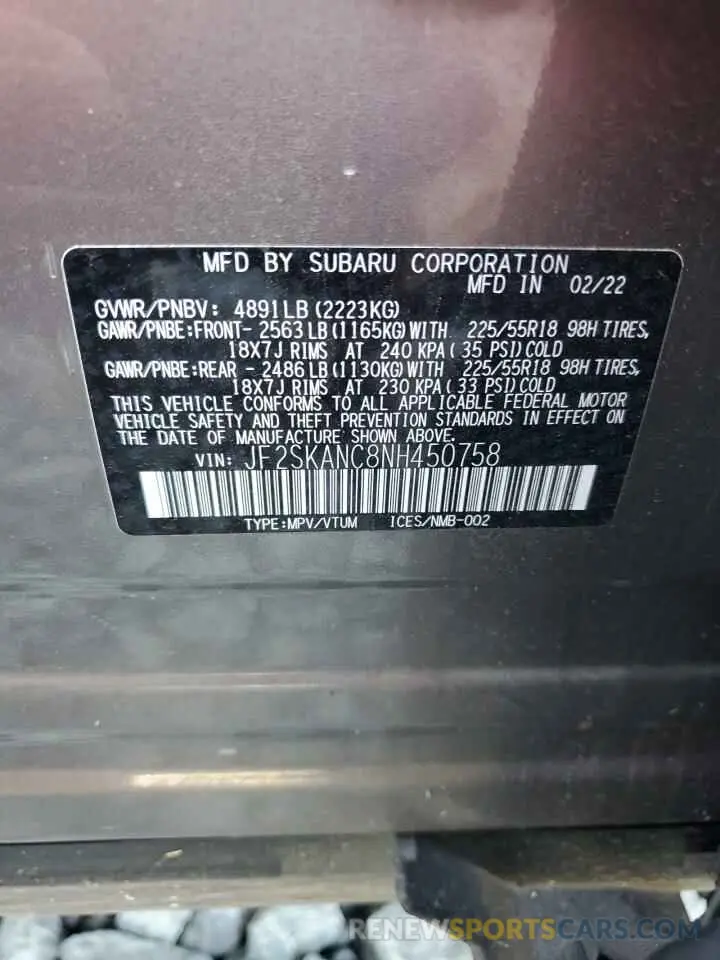 MFD BY SUBARU CORPORATION
MFD IN 02/22
GVWR/PNBV: 4891LB (2223KG)
GAWR/PNBE:FRONT- 2563LB (1165KG) WITH 225/55R18 98H TIRES,
18X7J RIMS AT 240 KPA ( 35 PSI) COLD
GAWR/PNBE:REAR - 2486LB (1130KG) WITH 225/55R18 98H TIRES,
18X7J RIMS AT 230 KPA ( 33 PSI) COLD
THIS VEHICLE CONFORMS TO ALL APPLICABLE FEDERAL MOTOR
VEHICLE SAFETY AND THEFT PREVENTION STANDARDS IN EFFECT ON
THE DATE OF MANUFACTURE SHOWN ABOVE.
VIN: JF2SKANC8NH450758
TYPE:MPV/VTUM ICES/NMB-002
RENEWSPORTSCARS.COM